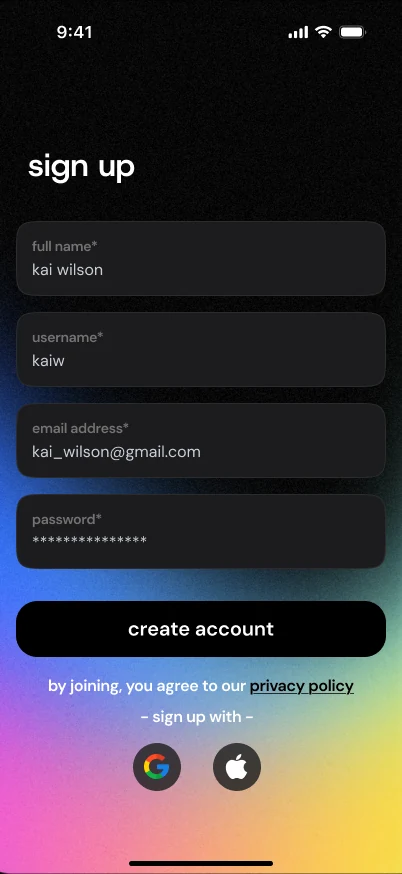 9:41
sign up
full name*
kai wilson
username*
kaiw
email address*
kai_wilson@gmail.com
password*
***************
create account
by joining, you agree to our privacy policy
- sign up with -